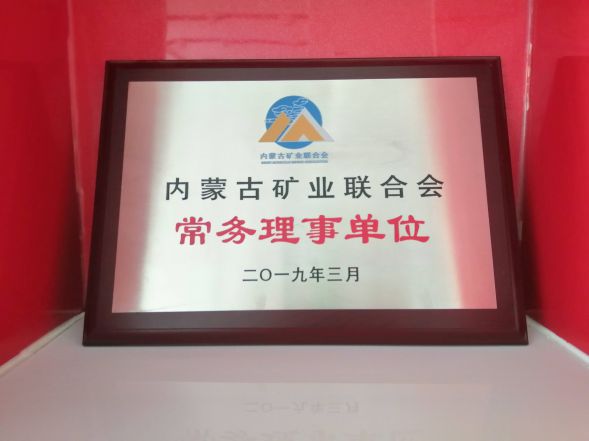 内蒙古矿业联合会
内蒙古矿业联合会
常务理事单位
二〇一九年三月